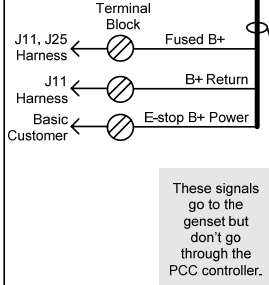 Terminal
Block
J11, J25
Harness
Fused B+
J11
Harness
B+ Return
Basic
Customer
E-stop B+ Power
These signals
go to the
genset but
don't go
through the
PCC controller.